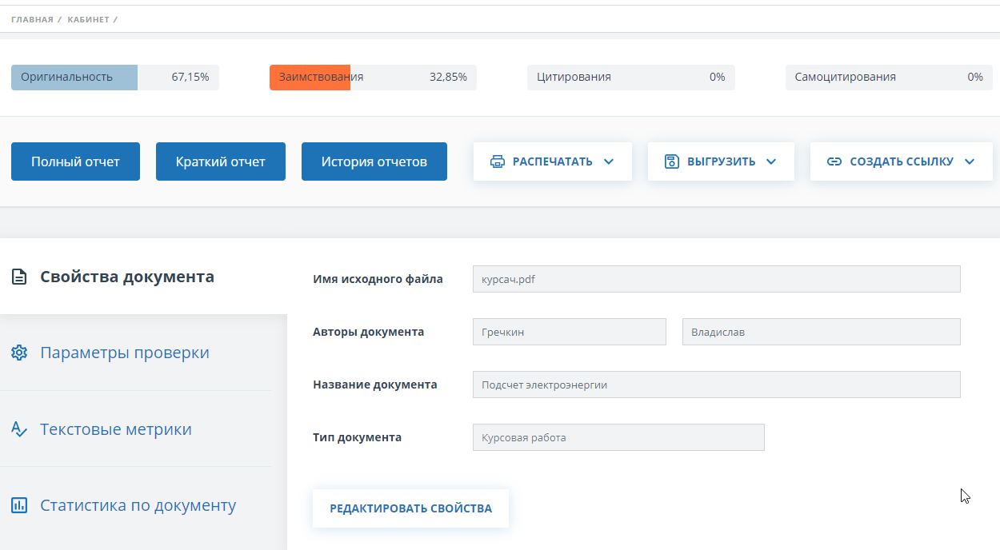 ГЛАВНАЯ / КАБИНЕТ /
Оригинальность 67,15% Заимствования 32,85% Цитирования 0% Самоцитирования 0%
Полный отчет Краткий отчет История отчетов РАСПЕЧАТАТЬ ВЫГРУЗИТЬ СОЗДАТЬ ССЫЛКУ
Свойства документа
Параметры проверки
Текстовые метрики
Статистика по документу
Имя исходного файла курсач.pdf
Авторы документа Гречкин Владислав
Название документа Подсчет электроэнергии
Тип документа Курсовая работа
РЕДАКТИРОВАТЬ СВОЙСТВА